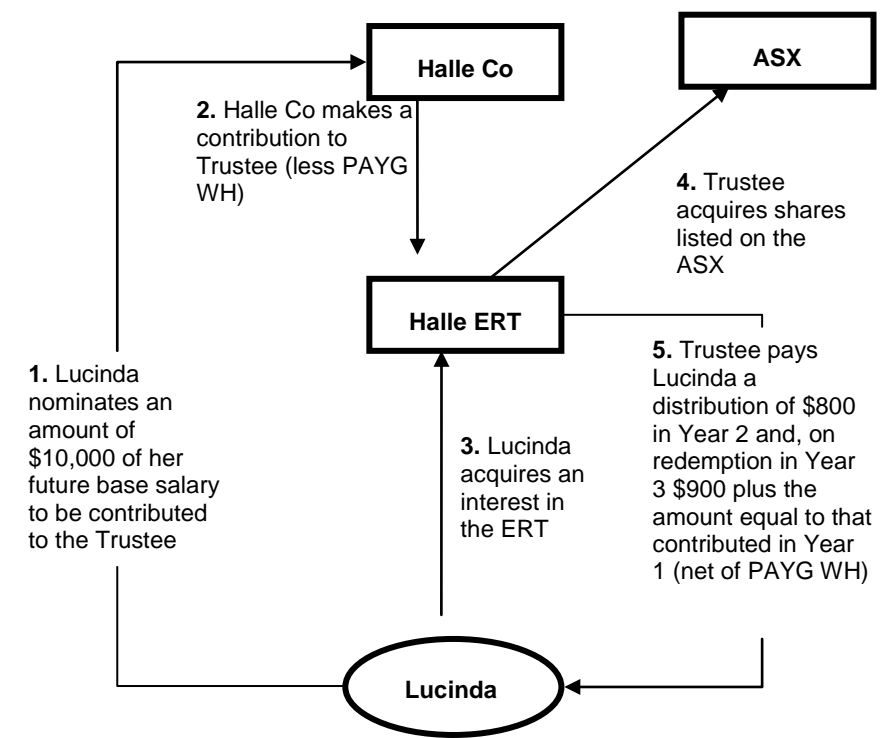 Halle Co
ASX
2. Halle Co makes a
contribution to
Trustee (less PAYG
WH)
4. Trustee
acquires shares
listed on the
ASX
Halle ERT
1. Lucinda
nominates an
amount of
$10,000 of her
future base salary
to be contributed
to the Trustee
3. Lucinda
acquires an
interest in
the ERT
5. Trustee pays
Lucinda a
distribution of $800
in Year 2 and, on
redemption in Year
3 $900 plus the
amount equal to that
contributed in Year
1 (net of PAYG WH)
Lucinda